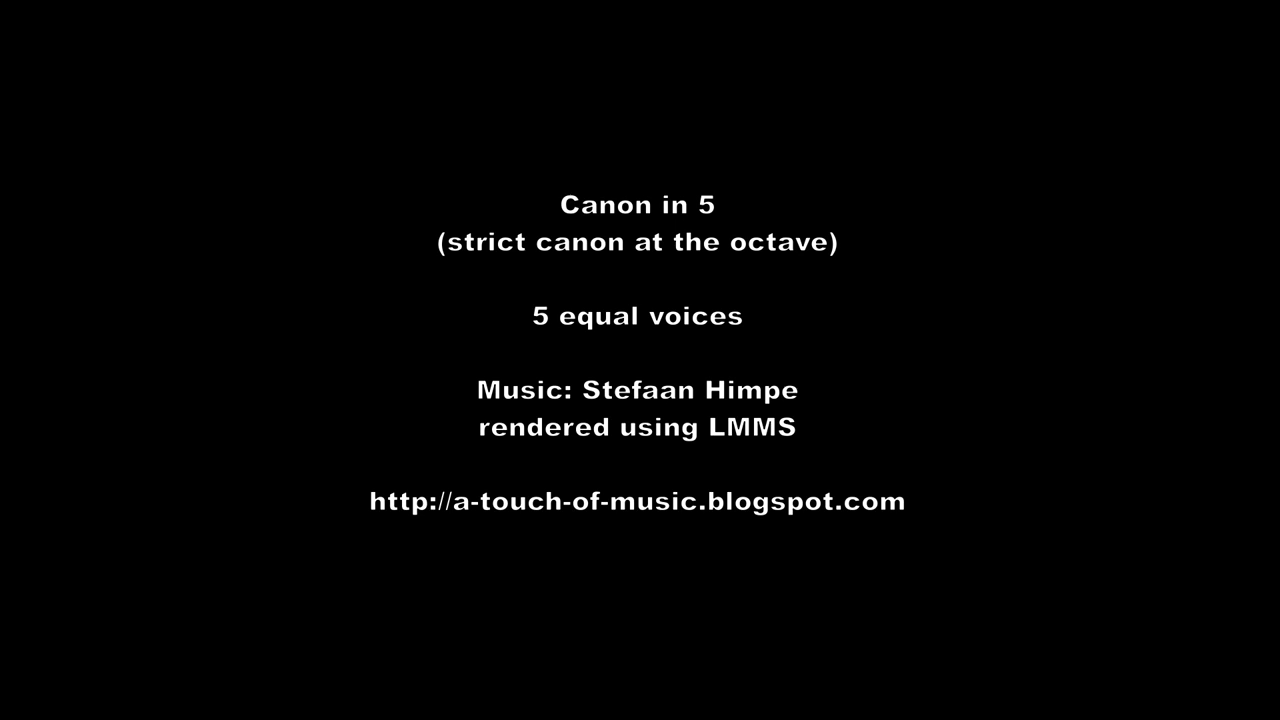 Canon in 5
(strict canon at the octave)
5 equal voices
Music: Stefaan Himpe
rendered using LMMS
http://a-touch-of-music.blogspot.com